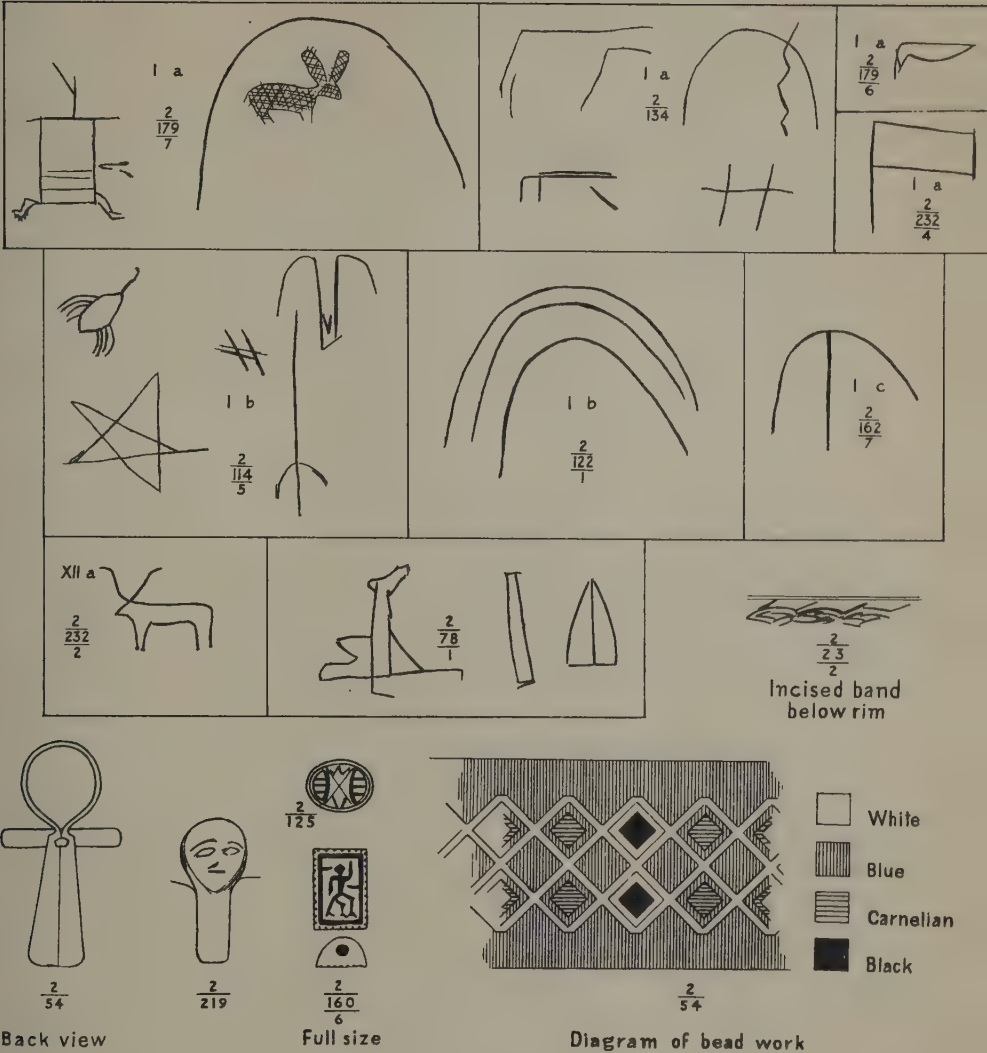 I a
2
179
7
I a
2
134
I a
2
179
6
I a
2
232
4
I b
2
114
5
I b
2
122
1
I c
2
162
7
XII a
2
232
2
2
78
1
2
23
2
Incised band
below rim
2
54
Back view
2
219
2
125
2
160
6
Full size
2
54
Diagram of bead work
White
Blue
Carnelian
Black